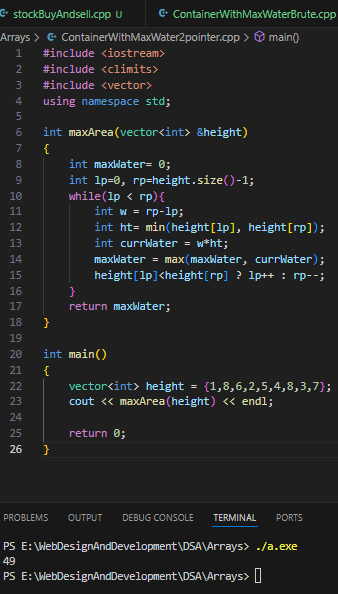 stockBuyAndsell.cpp U ContainerWithMaxWaterBrute.cpp
Arrays > ContainerWithMaxWater2pointer.cpp > main()
1 #include <iostream>
2 #include <climits>
3 #include <vector>
4 using namespace std;
5
6 int maxArea(vector<int> &height)
7 {
8     int maxWater= 0;
9     int lp=0, rp=height.size()-1;
10     while(lp < rp){
11         int w = rp-lp;
12         int ht= min(height[lp], height[rp]);
13         int currWater = w*ht;
14         maxWater = max(maxWater, currWater);
15         height[lp]<height[rp] ? lp++ : rp--;
16     }
17     return maxWater;
18 }
19
20 int main()
21 {
22     vector<int> height = {1,8,6,2,5,4,8,3,7};
23     cout << maxArea(height) << endl;
24
25     return 0;
26 }
PROBLEMS OUTPUT DEBUG CONSOLE TERMINAL PORTS
PS E:\WebDesignAndDevelopment\DSA\Arrays> ./a.exe
49
PS E:\WebDesignAndDevelopment\DSA\Arrays>